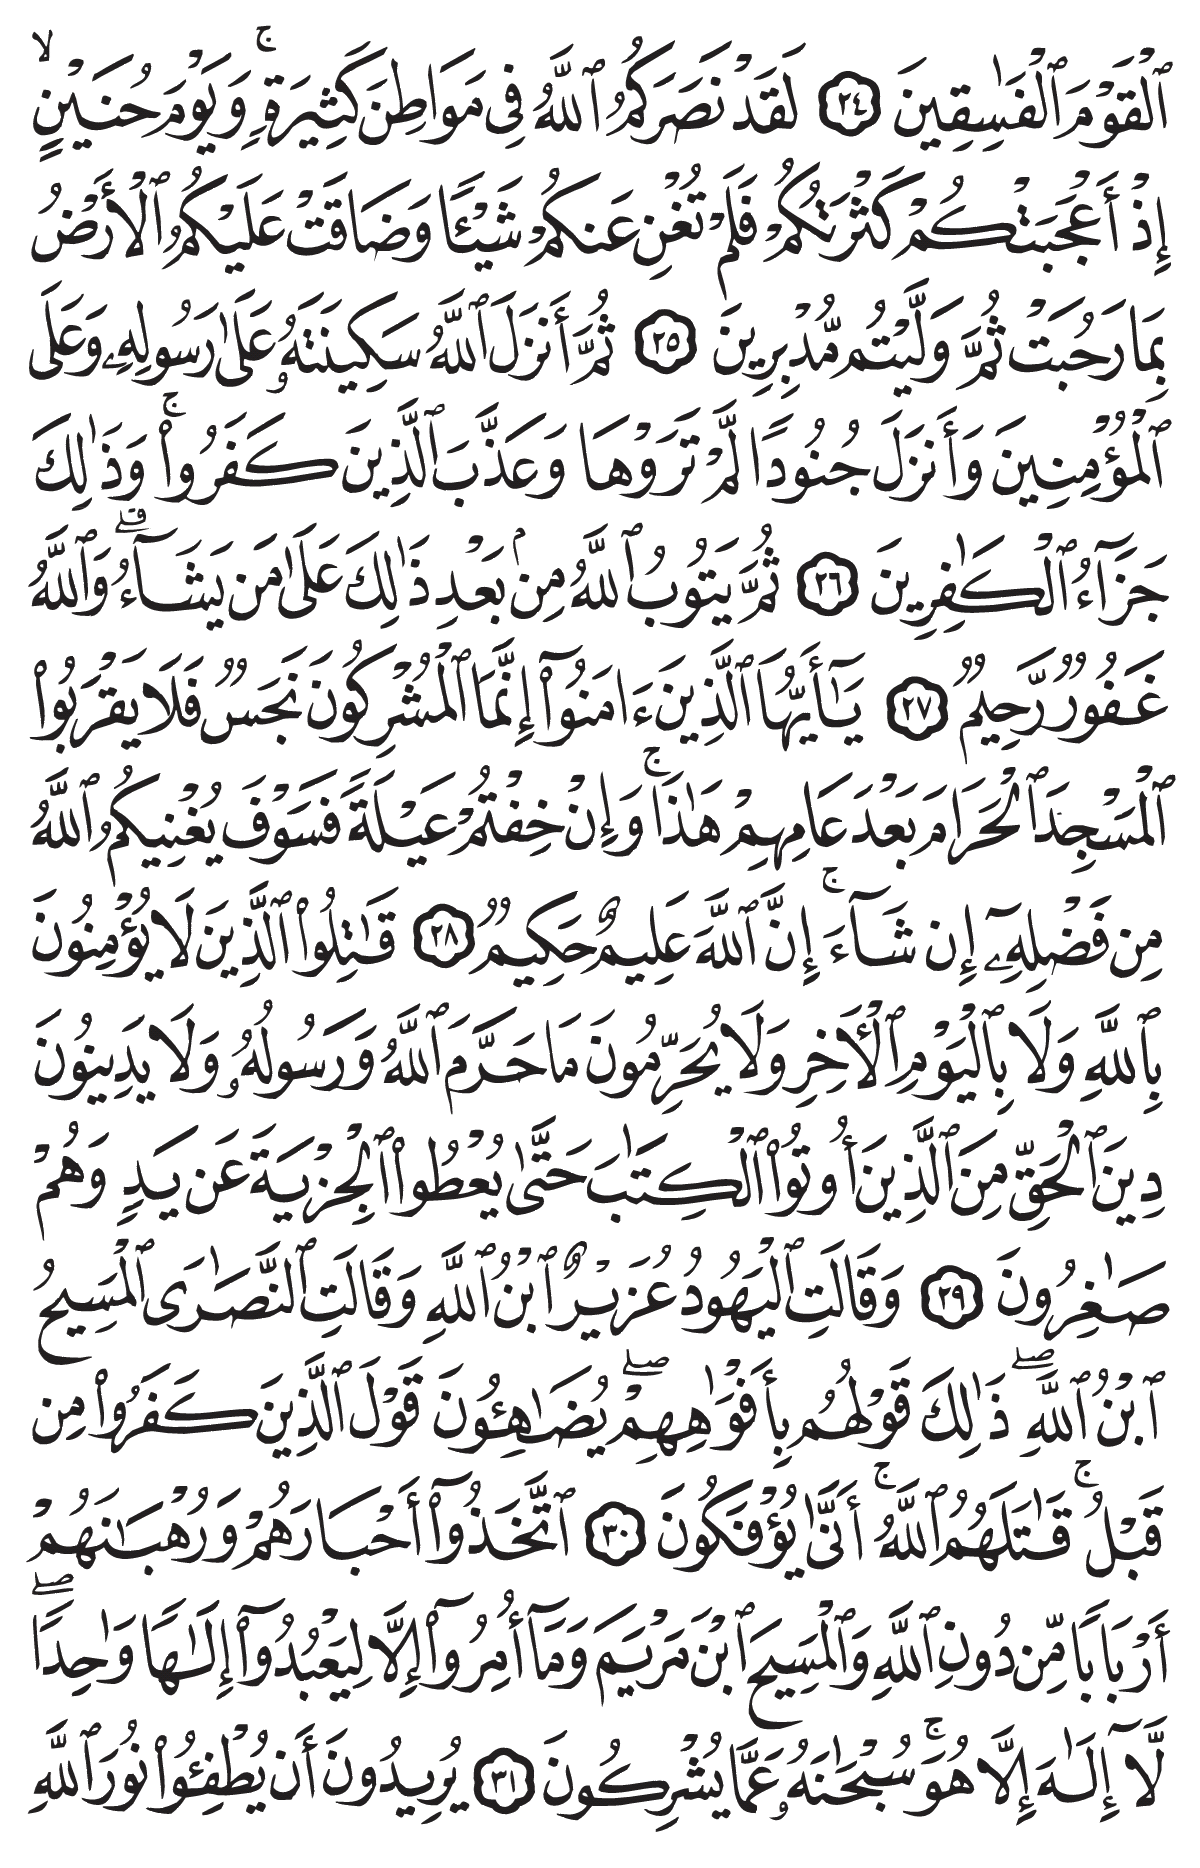 ٱلْقَوْمَ ٱلْفَٰسِقِينَ ٢٤ لَقَدْ نَصَرَكُمُ ٱللَّهُ فِى مَوَاطِنَ كَثِيرَةٍ ۚ وَيَوْمَ حُنَيْنٍ ۙ
إِذْ أَعْجَبَتْكُمْ كَثْرَتُكُمْ فَلَمْ تُغْنِ عَنكُمْ شَيْـًٔا وَضَاقَتْ عَلَيْكُمُ ٱلْأَرْضُ
بِمَا رَحُبَتْ ثُمَّ وَلَّيْتُم مُّدْبِرِينَ ٢٥ ثُمَّ أَنزَلَ ٱللَّهُ سَكِينَتَهُۥ عَلَىٰ رَسُولِهِۦ وَعَلَى
ٱلْمُؤْمِنِينَ وَأَنزَلَ جُنُودًا لَّمْ تَرَوْهَا وَعَذَّبَ ٱلَّذِينَ كَفَرُوا۟ ۚ وَذَٰلِكَ
جَزَآءُ ٱلْكَٰفِرِينَ ٢٦ ثُمَّ يَتُوبُ ٱللَّهُ مِنۢ بَعْدِ ذَٰلِكَ عَلَىٰ مَن يَشَآءُ ۗ وَٱللَّهُ
غَفُورٌ رَّحِيمٌ ٢٧ يَٰٓأَيُّهَا ٱلَّذِينَ ءَامَنُوٓا۟ إِنَّمَا ٱلْمُشْرِكُونَ نَجَسٌ فَلَا يَقْرَبُوا۟
ٱلْمَسْجِدَ ٱلْحَرَامَ بَعْدَ عَامِهِمْ هَٰذَا ۚ وَإِنْ خِفْتُمْ عَيْلَةً فَسَوْفَ يُغْنِيكُمُ ٱللَّهُ
مِن فَضْلِهِۦٓ إِن شَآءَ ۚ إِنَّ ٱللَّهَ عَلِيمٌ حَكِيمٌ ٢٨ قَٰتِلُوا۟ ٱلَّذِينَ لَا يُؤْمِنُونَ
بِٱللَّهِ وَلَا بِٱلْيَوْمِ ٱلْأَخِرِ وَلَا يُحَرِّمُونَ مَا حَرَّمَ ٱللَّهُ وَرَسُولُهُۥ وَلَا يَدِينُونَ
دِينَ ٱلْحَقِّ مِنَ ٱلَّذِينَ أُوتُوا۟ ٱلْكِتَٰبَ حَتَّىٰ يُعْطُوا۟ ٱلْجِزْيَةَ عَن يَدٍ وَهُمْ
صَٰغِرُونَ ٢٩ وَقَالَتِ ٱلْيَهُودُ عُزَيْرٌ ٱبْنُ ٱللَّهِ وَقَالَتِ ٱلنَّصَٰرَى ٱلْمَسِيحُ
ٱبْنُ ٱللَّهِ ۖ ذَٰلِكَ قَوْلُهُم بِأَفْوَٰهِهِمْ ۖ يُضَٰهِـُٔونَ قَوْلَ ٱلَّذِينَ كَفَرُوا۟ مِن
قَبْلُ ۚ قَٰتَلَهُمُ ٱللَّهُ ۚ أَنَّىٰ يُؤْفَكُونَ ٣٠ ٱتَّخَذُوٓا۟ أَحْبَارَهُمْ وَرُهْبَٰنَهُمْ
أَرْبَابًا مِّن دُونِ ٱللَّهِ وَٱلْمَسِيحَ ٱبْنَ مَرْيَمَ وَمَآ أُمِرُوٓا۟ إِلَّا لِيَعْبُدُوٓا۟ إِلَٰهًا وَٰحِدًا ۖ
لَّآ إِلَٰهَ إِلَّا هُوَ ۚ سُبْحَٰنَهُۥ عَمَّا يُشْرِكُونَ ٣١ يُرِيدُونَ أَن يُطْفِـُٔوا۟ نُورَ ٱللَّهِ